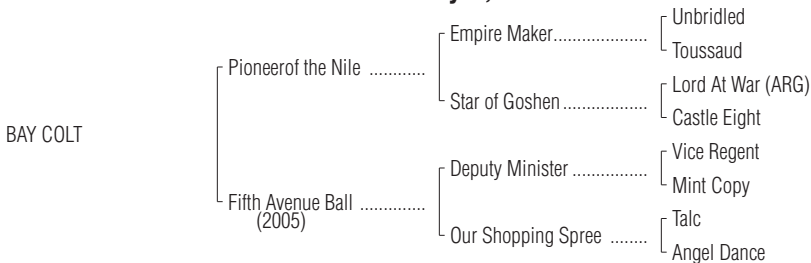 Unbridled
Empire Maker....................
Toussaud
Pioneerof the Nile ............
Lord At War (ARG)
Star of Goshen..................
Castle Eight
BAY COLT
Vice Regent
Deputy Minister ................
Mint Copy
Fifth Avenue Ball ..............
(2005)
Talc
Our Shopping Spree ........
Angel Dance